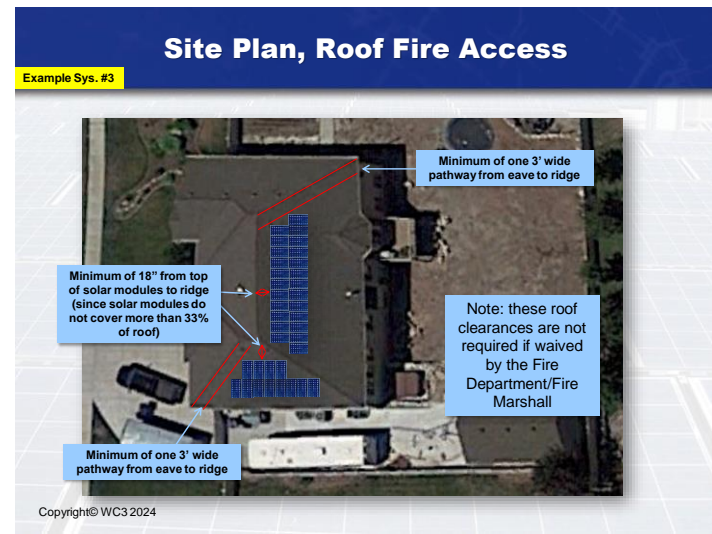 Site Plan, Roof Fire Access
Example Sys. #3
Minimum of one 3' wide
pathway from eave to ridge
Minimum of 18" from top
of solar modules to ridge
(since solar modules do
not cover more than 33%
of roof)
Note: these roof
clearances are not
required if waived
by the Fire
Department/Fire
Marshall
Minimum of one 3' wide
pathway from eave to ridge
Copyright© WC3 2024